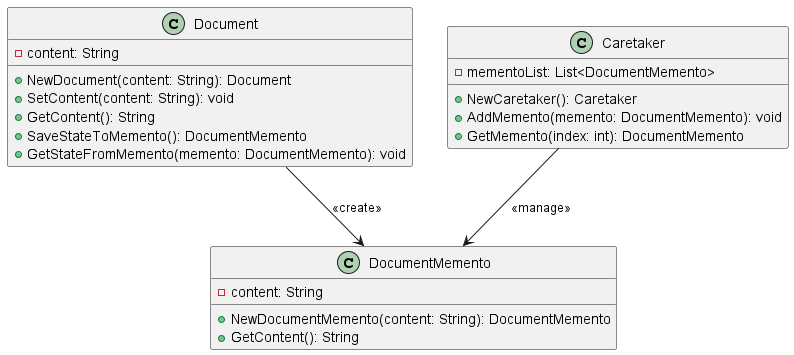 C Document
content: String
NewDocument(content: String): Document
SetContent(content: String): void
GetContent(): String
SaveStateToMemento(): DocumentMemento
GetStateFromMemento(memento: DocumentMemento): void
C Caretaker
mementoList: List<DocumentMemento>
NewCaretaker(): Caretaker
AddMemento(memento: DocumentMemento): void
GetMemento(index: int): DocumentMemento
«create»
«manage»
C DocumentMemento
content: String
NewDocumentMemento(content: String): DocumentMemento
GetContent(): String